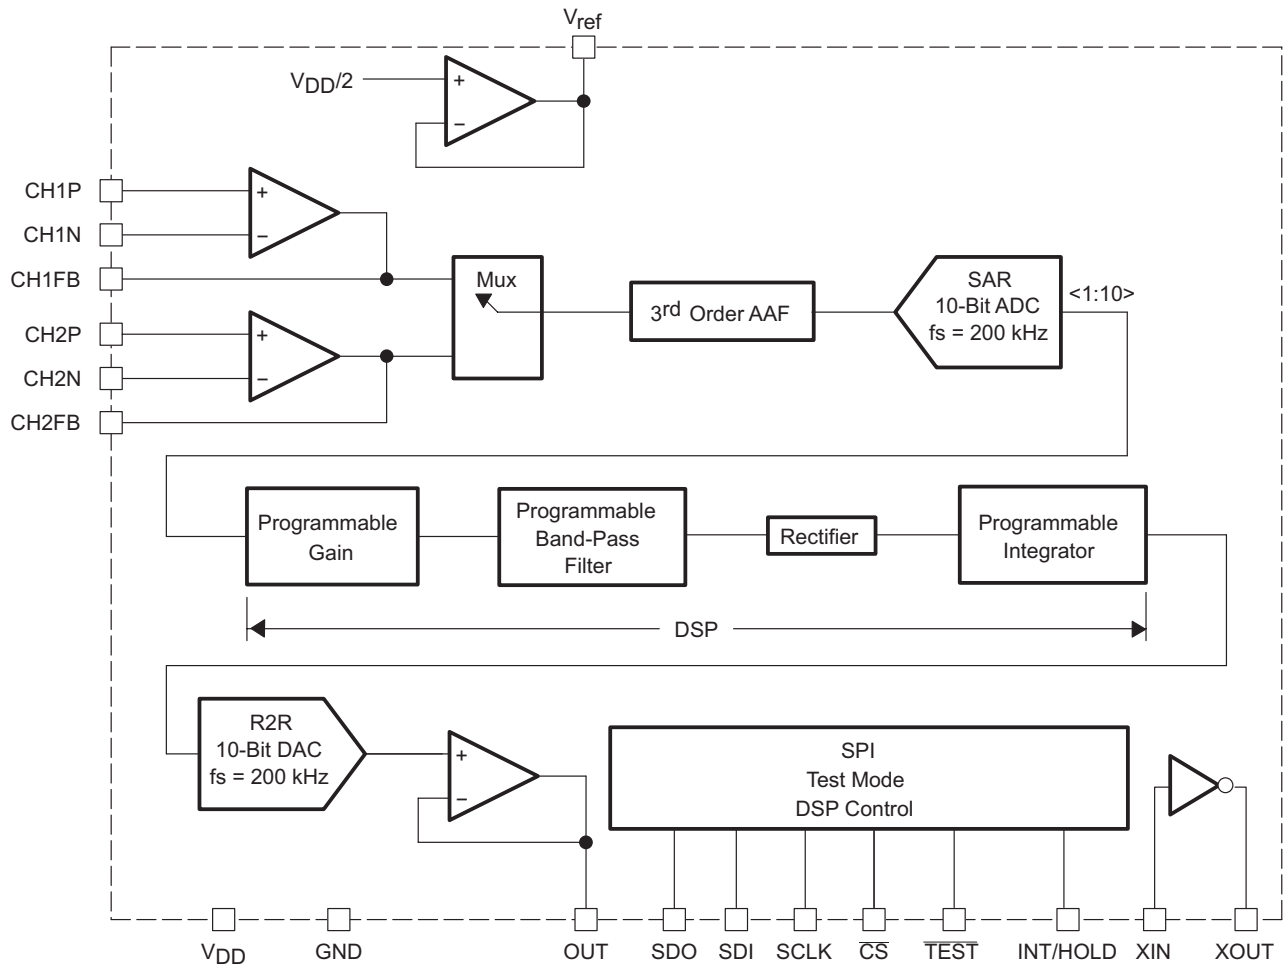 Vref
VDD/2
+
−
CH1P
CH1N
CH1FB
CH2P
CH2N
CH2FB
+
−
+
−
Mux
3rd Order AAF
SAR
10-Bit ADC
fs = 200 kHz
<1:10>
Programmable
Gain
Programmable
Band-Pass
Filter
Rectifier
Programmable
Integrator
DSP
R2R
10-Bit DAC
fs = 200 kHz
+
−
SPI
Test Mode
DSP Control
VDD
GND
OUT
SDO
SDI
SCLK
C̅S̅
T̅E̅S̅T̅
INT/HOLD
XIN
XOUT